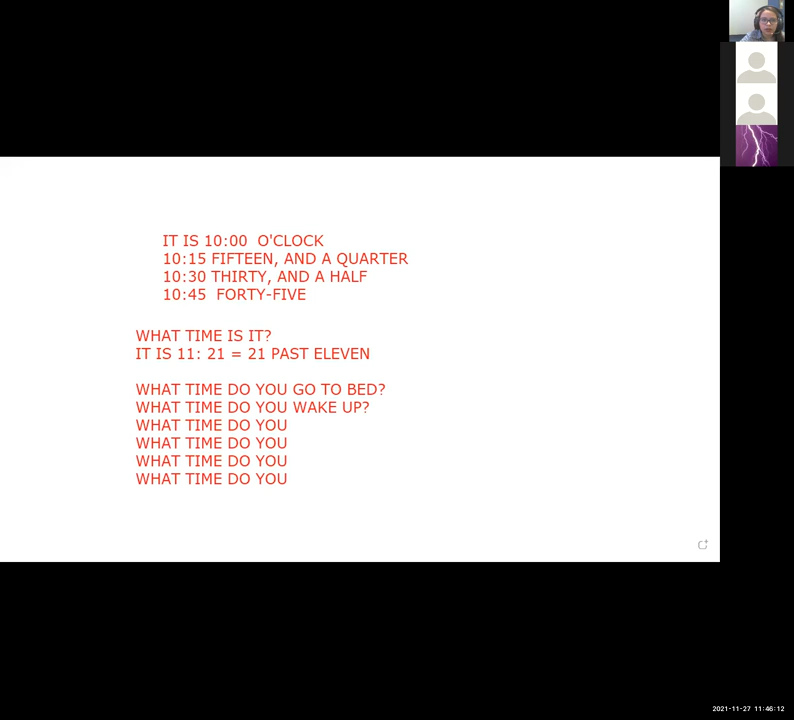 IT IS 10:00  O'CLOCK
10:15 FIFTEEN, AND A QUARTER
10:30 THIRTY, AND A HALF
10:45  FORTY-FIVE
WHAT TIME IS IT?
IT IS 11: 21 = 21 PAST ELEVEN
WHAT TIME DO YOU GO TO BED?
WHAT TIME DO YOU WAKE UP?
WHAT TIME DO YOU
WHAT TIME DO YOU
WHAT TIME DO YOU
WHAT TIME DO YOU
2021-11-27 11:46:12